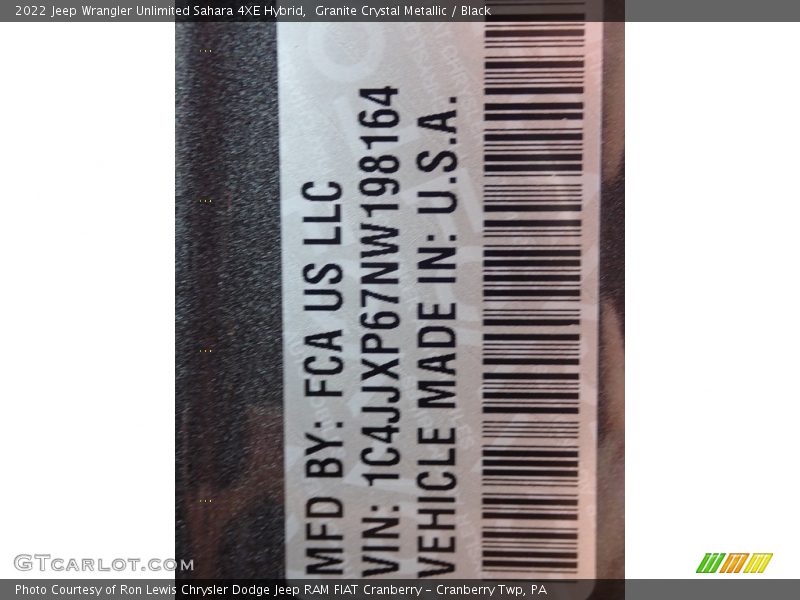 2022 Jeep Wrangler Unlimited Sahara 4XE Hybrid,  Granite Crystal Metallic / Black
MFD BY: FCA US LLC
VIN: 1C4JJXP67NW198164
VEHICLE MADE IN: U.S.A.
GTcarlot.com
Photo Courtesy of Ron Lewis Chrysler Dodge Jeep RAM FIAT Cranberry – Cranberry Twp, PA